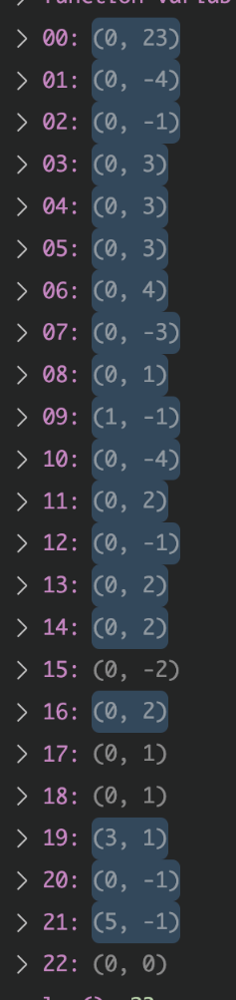 > 00: (0, 23)
> 01: (0, -4)
> 02: (0, -1)
> 03: (0, 3)
> 04: (0, 3)
> 05: (0, 3)
> 06: (0, 4)
> 07: (0, -3)
> 08: (0, 1)
> 09: (1, -1)
> 10: (0, -4)
> 11: (0, 2)
> 12: (0, -1)
> 13: (0, 2)
> 14: (0, 2)
> 15: (0, -2)
> 16: (0, 2)
> 17: (0, 1)
> 18: (0, 1)
> 19: (3, 1)
> 20: (0, -1)
> 21: (5, -1)
> 22: (0, 0)